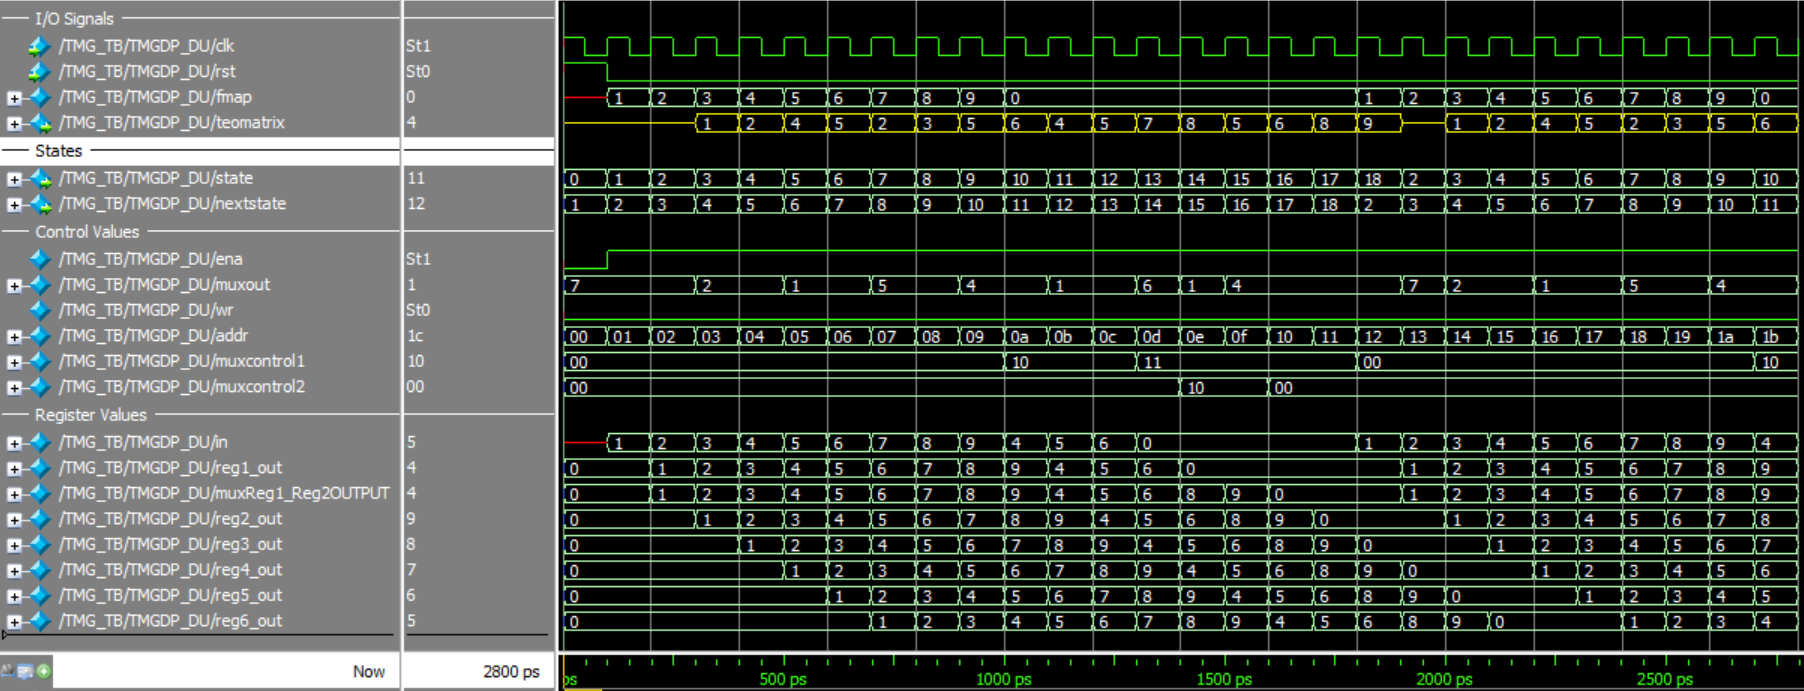 I/O Signals
/TMG_TB/TMGDP_DU/clk St1
/TMG_TB/TMGDP_DU/rst St0
/TMG_TB/TMGDP_DU/fmap 0 1 2 3 4 5 6 7 8 9 0 1 2 3 4 5 6 7 8 9 0
/TMG_TB/TMGDP_DU/teomatrix 4 1 2 4 5 2 3 5 6 4 5 7 8 5 6 8 9 1 2 4 5 2 3 5 6
States
/TMG_TB/TMGDP_DU/state 11 0 1 2 3 4 5 6 7 8 9 10 11 12 13 14 15 16 17 18 2 3 4 5 6 7 8 9 10
/TMG_TB/TMGDP_DU/nextstate 12 1 2 3 4 5 6 7 8 9 10 11 12 13 14 15 16 17 18 2 3 4 5 6 7 8 9 10 11
Control Values
/TMG_TB/TMGDP_DU/ena St1
/TMG_TB/TMGDP_DU/muxout 1 7 2 1 5 4 1 6 1 4 7 2 1 5 4
/TMG_TB/TMGDP_DU/wr St0
/TMG_TB/TMGDP_DU/addr 1c 00 01 02 03 04 05 06 07 08 09 0a 0b 0c 0d 0e 0f 10 11 12 13 14 15 16 17 18 19 1a 1b
/TMG_TB/TMGDP_DU/muxcontrol1 10 00 10 11 00 10
/TMG_TB/TMGDP_DU/muxcontrol2 00 00 10 00
Register Values
/TMG_TB/TMGDP_DU/in 5 1 2 3 4 5 6 7 8 9 4 5 6 0 1 2 3 4 5 6 7 8 9 4
/TMG_TB/TMGDP_DU/reg1_out 4 0 1 2 3 4 5 6 7 8 9 4 5 6 0 1 2 3 4 5 6 7 8 9
/TMG_TB/TMGDP_DU/muxReg1_Reg2OUTPUT 4 0 1 2 3 4 5 6 7 8 9 4 5 6 8 9 0 1 2 3 4 5 6 7 8 9
/TMG_TB/TMGDP_DU/reg2_out 9 0 1 2 3 4 5 6 7 8 9 4 5 6 8 9 0 1 2 3 4 5 6 7 8
/TMG_TB/TMGDP_DU/reg3_out 8 0 1 2 3 4 5 6 7 8 9 4 5 6 8 9 0 1 2 3 4 5 6 7
/TMG_TB/TMGDP_DU/reg4_out 7 0 1 2 3 4 5 6 7 8 9 4 5 6 8 9 0 1 2 3 4 5 6
/TMG_TB/TMGDP_DU/reg5_out 6 0 1 2 3 4 5 6 7 8 9 4 5 6 8 9 0 1 2 3 4 5
/TMG_TB/TMGDP_DU/reg6_out 5 0 1 2 3 4 5 6 7 8 9 4 5 6 8 9 0 1 2 3 4
Now 2800 ps ps 500 ps 1000 ps 1500 ps 2000 ps 2500 ps